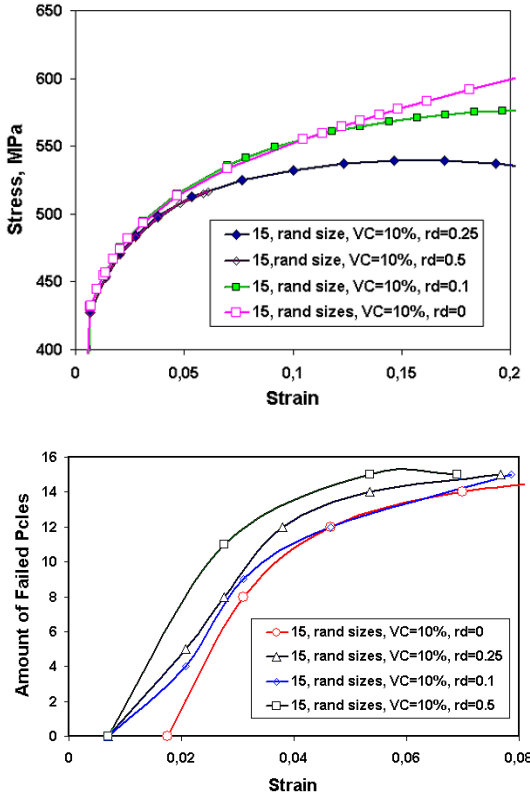 650
600
550
500
450
400
Stress, MPa
15, rand size, VC=10%, rd=0.25
15,rand size, VC=10%, rd=0.5
15, rand size, VC=10%, rd=0.1
15, rand sizes, VC=10%, rd=0
0
0,05
0,1
0,15
0,2
Strain
16
14
12
10
8
6
4
2
0
Amount of Failed Pcles
15, rand sizes, VC=10%, rd=0
15, rand sizes, VC=10%, rd=0.25
15, rand sizes, VC=10%, rd=0.1
15, rand sizes, VC=10%, rd=0.5
0
0,02
0,04
0,06
0,08
Strain